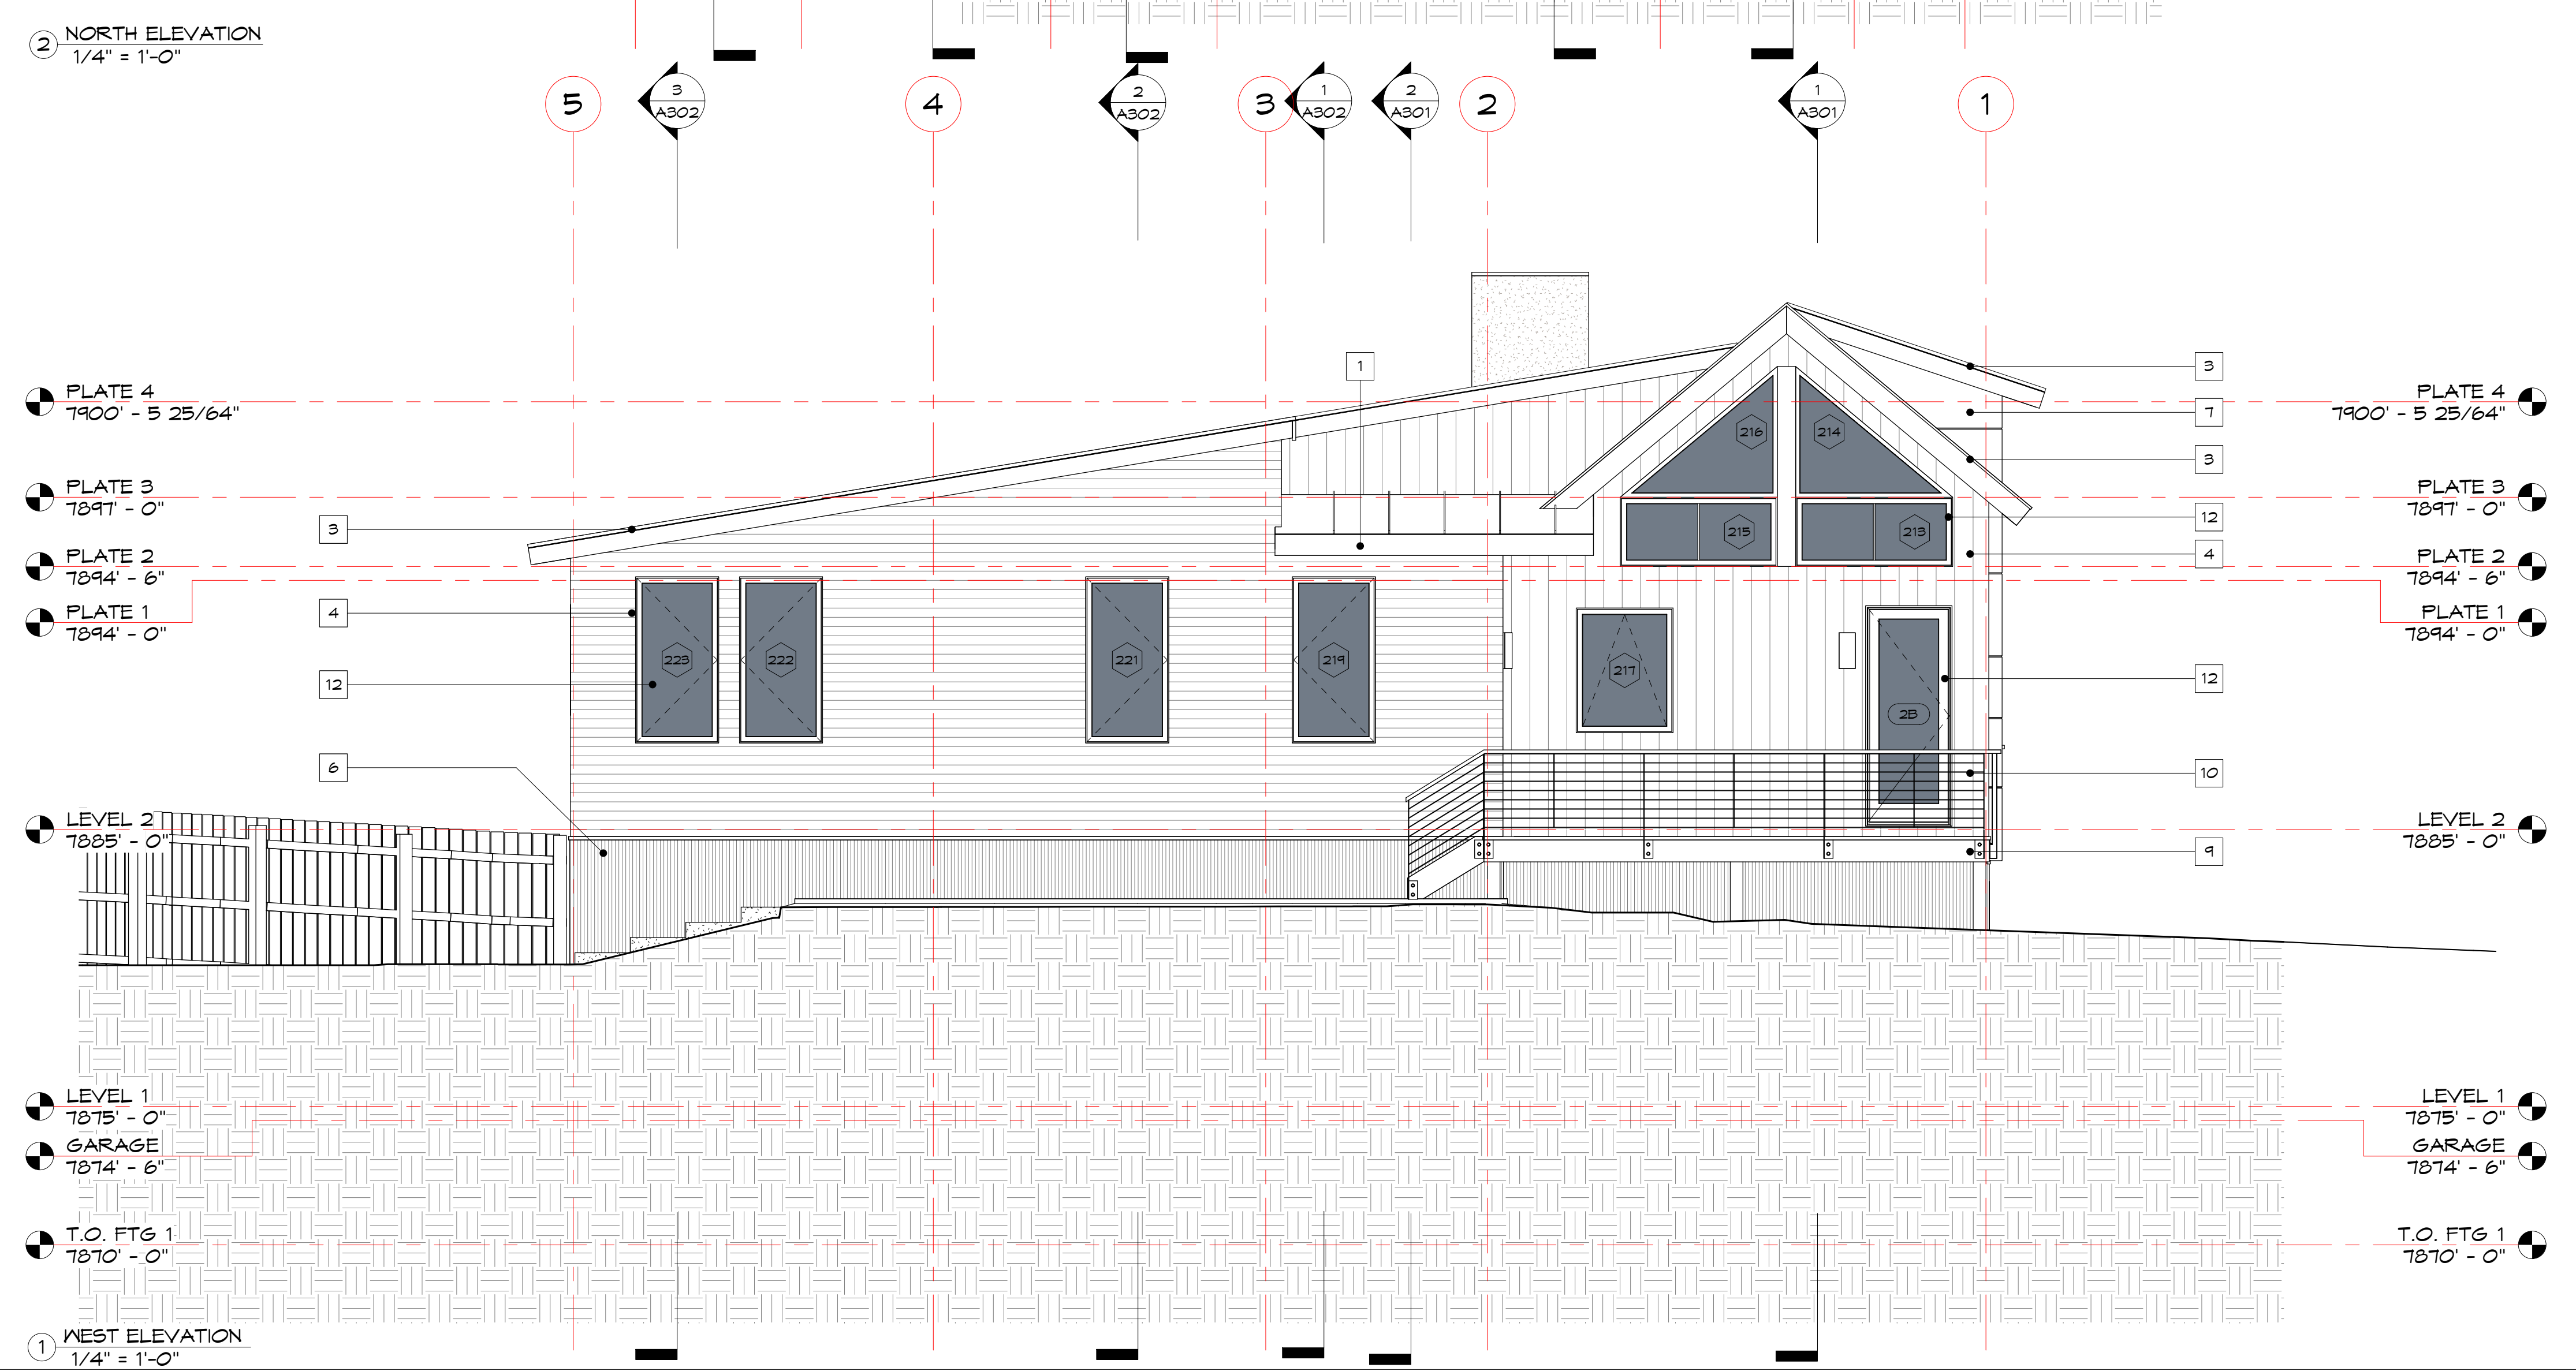 2 NORTH ELEVATION
1/4" = 1'-0"
5
3
A302
4
2
A302
3
1
A302
2
A301
2
1
A301
1
1
3
PLATE 4
7900' - 5 25/64"
PLATE 4
7900' - 5 25/64"
7
216
214
3
PLATE 3
7897' - 0"
PLATE 3
7897' - 0"
3
215
213
12
4
PLATE 2
7894' - 6"
PLATE 2
7894' - 6"
4
PLATE 1
7894' - 0"
PLATE 1
7894' - 0"
223
222
221
219
217
12
12
2B
6
10
LEVEL 2
7885' - 0"
LEVEL 2
7885' - 0"
9
LEVEL 1
7875' - 0"
LEVEL 1
7875' - 0"
GARAGE
7874' - 6"
GARAGE
7874' - 6"
T.O. FTG 1
7870' - 0"
T.O. FTG 1
7870' - 0"
1 WEST ELEVATION
1/4" = 1'-0"